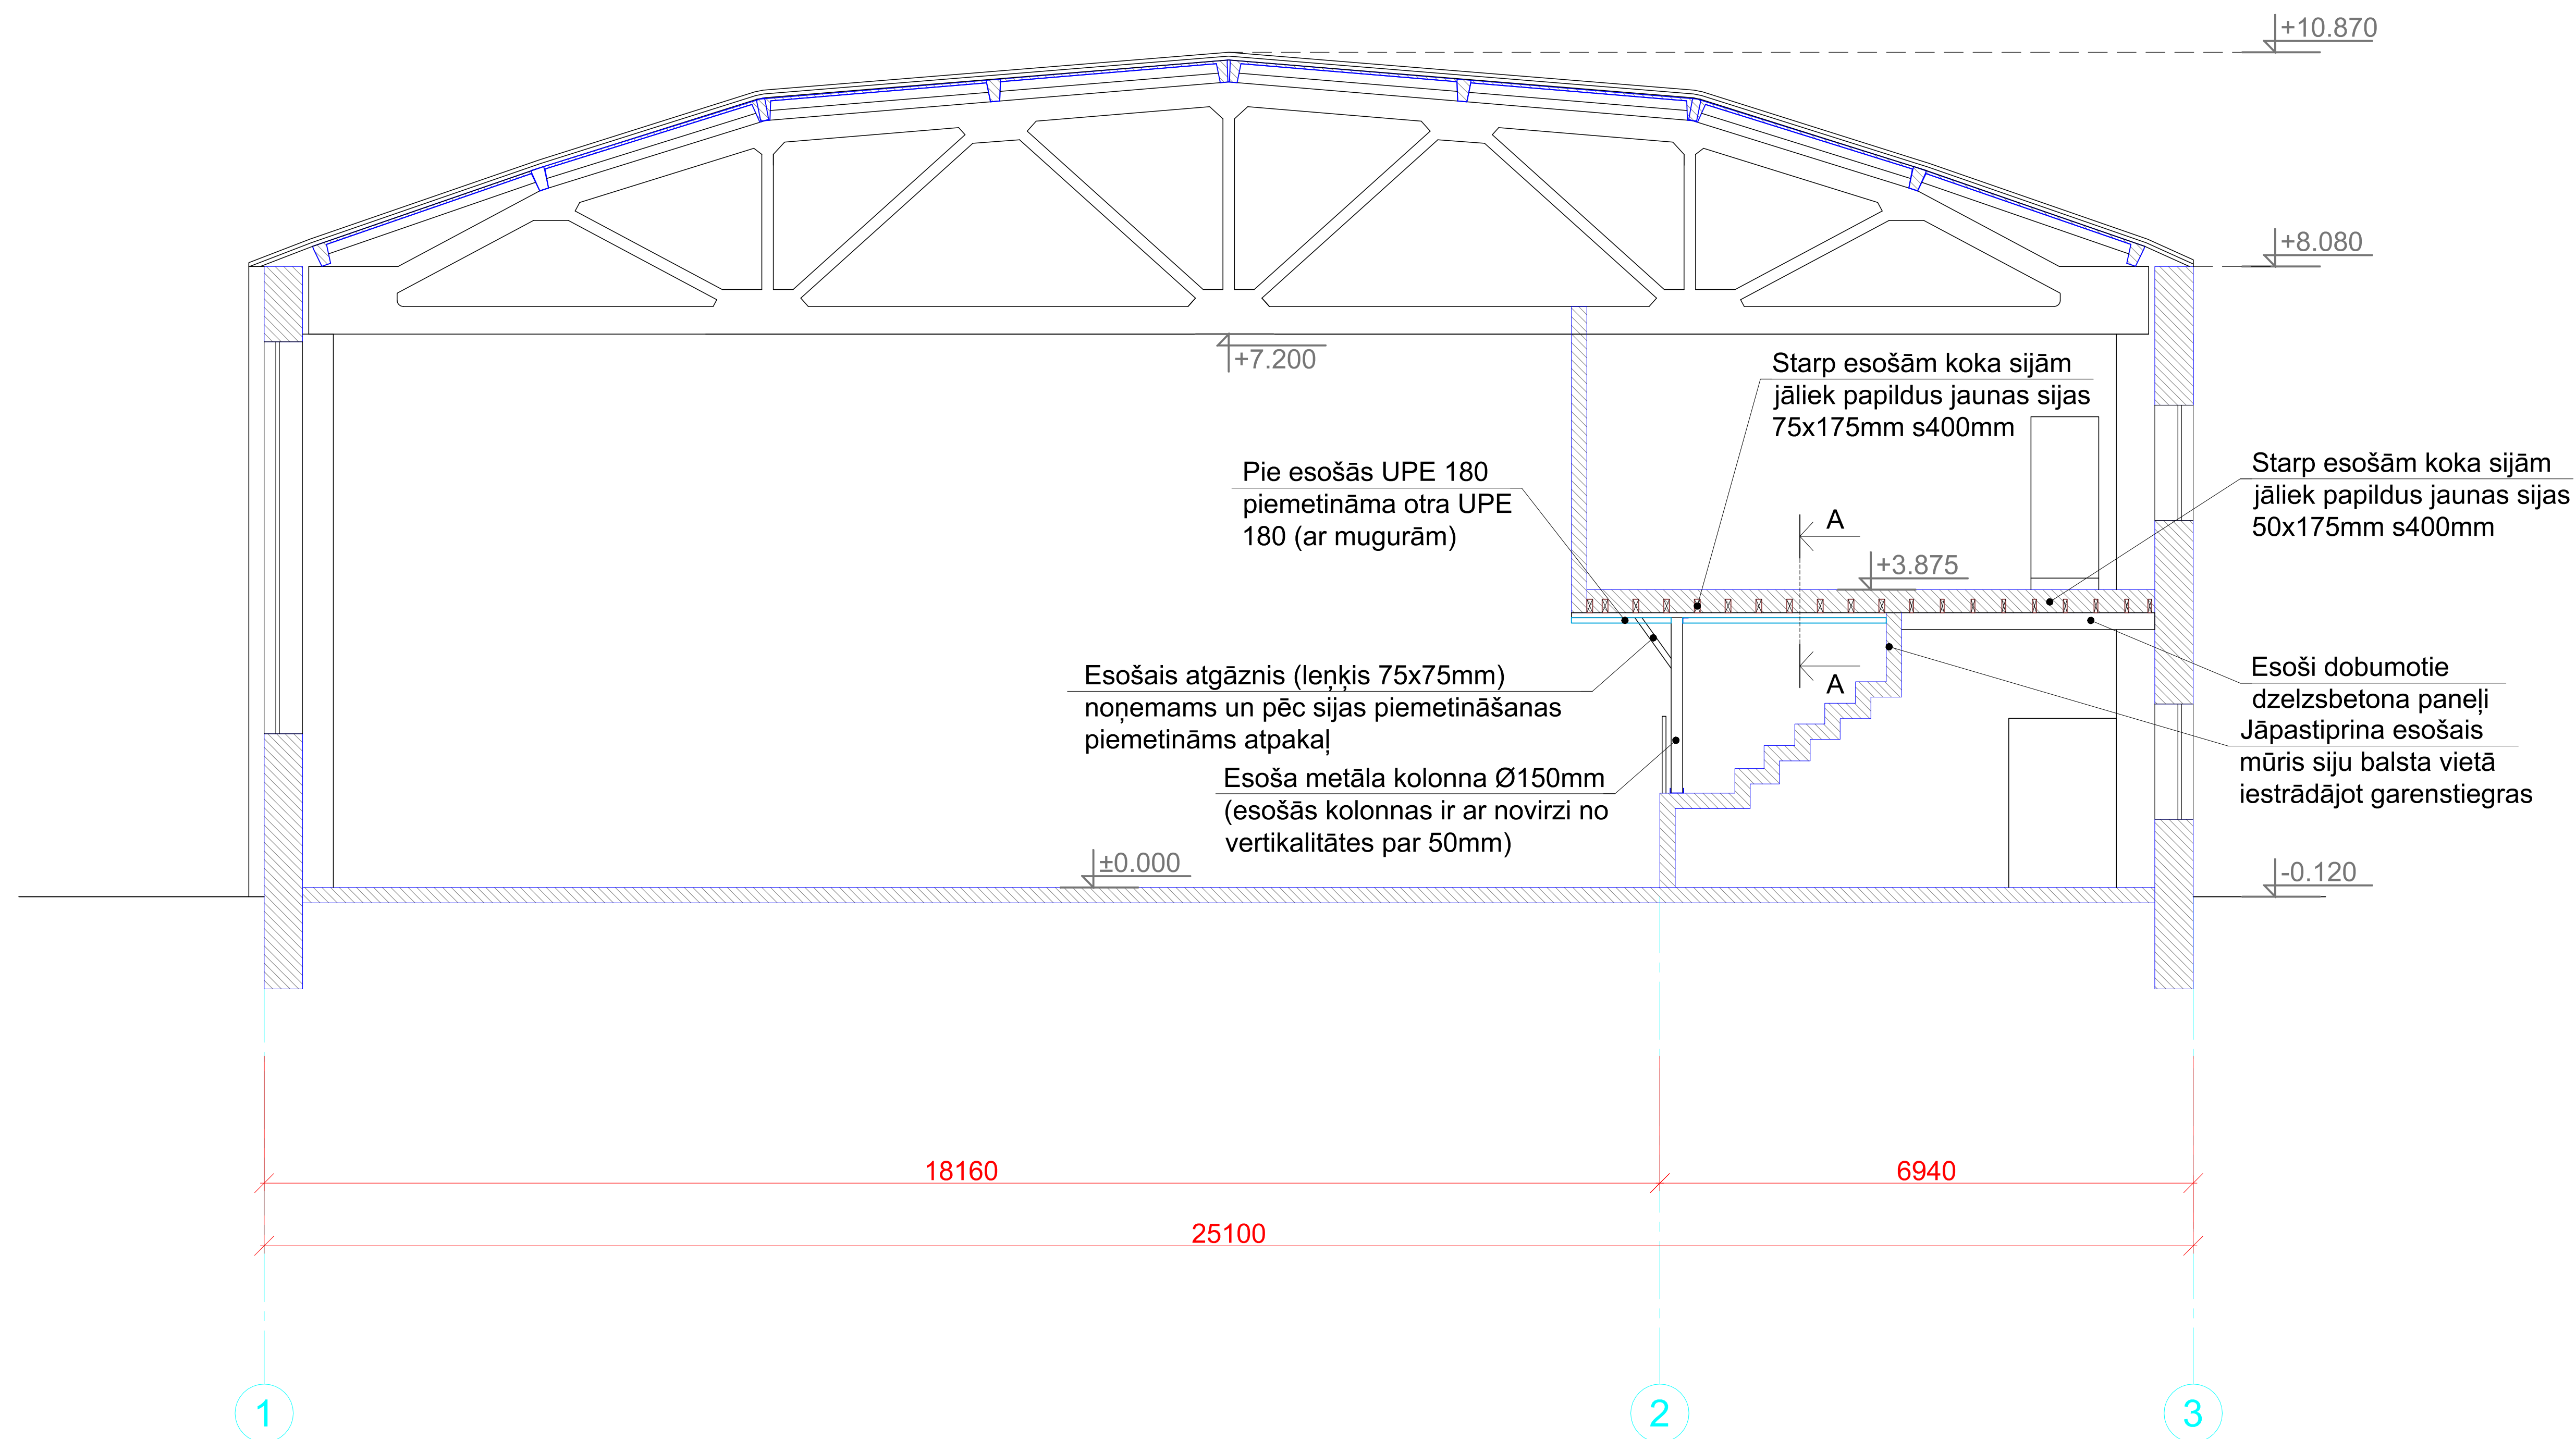 +10.870
+8.080
+7.200
Starp esošām koka sijām
jāliek papildus jaunas sijas
75x175mm s400mm
Pie esošās UPE 180
piemetināma otra UPE
180 (ar mugurām)
Starp esošām koka sijām
jāliek papildus jaunas sijas
50x175mm s400mm
A
+3.875
Esošais atgāznis (leņķis 75x75mm)
noņemams un pēc sijas piemetināšanas
piemetināms atpakaļ
A
Esoši dobumotie
dzelzsbetona paneļi
Jāpastiprina esošais
mūris siju balsta vietā
iestrādājot garenstiegras
Esoša metāla kolonna Ø150mm
(esošās kolonnas ir ar novirzi no
vertikalitātes par 50mm)
±0.000
-0.120
18160
6940
25100
1
2
3